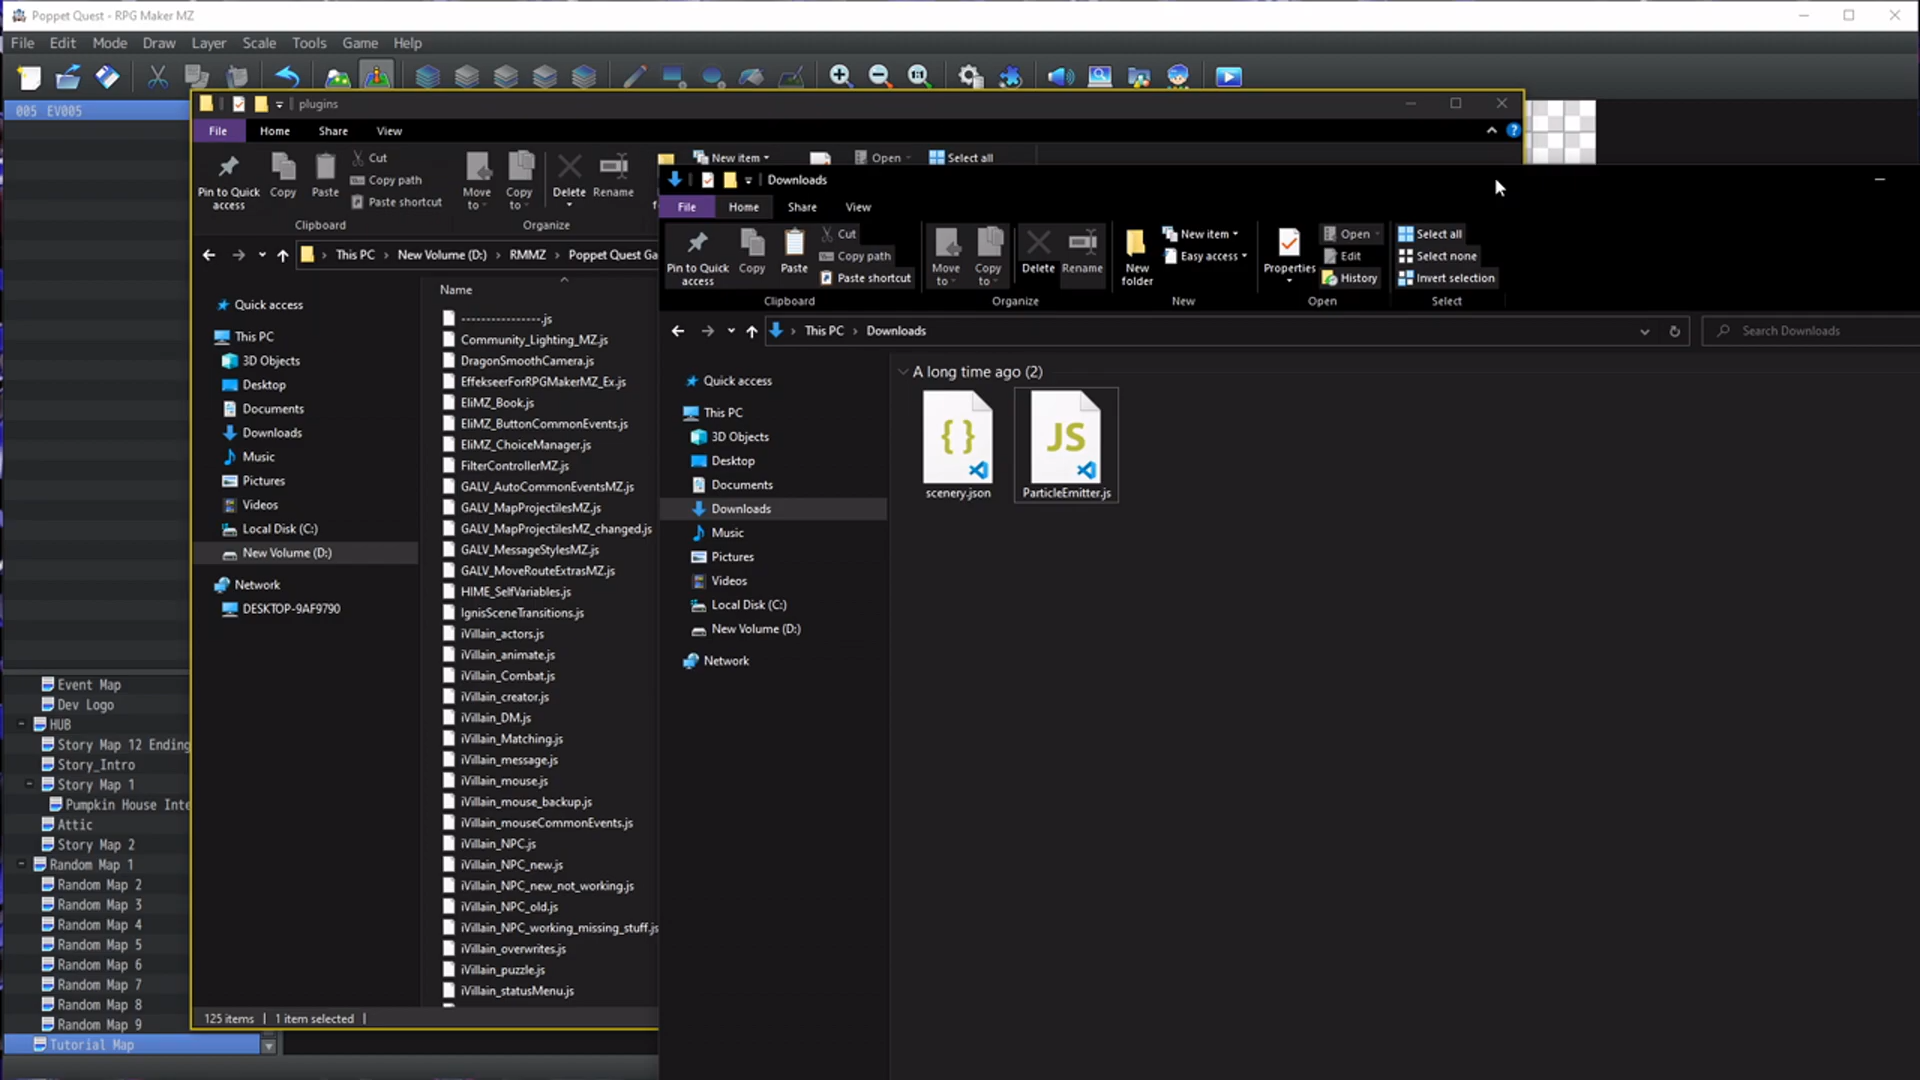 Poppet Quest - RPG Maker MZ
File Edit Mode Draw Layer Scale Tools Game Help
005 EV005
plugins
File Home Share View
Pin to Quick access
Copy
Paste
Cut
Copy path
Paste shortcut
Clipboard
Move to
Copy to
Delete
Rename
Organize
New item
Open
Select all
This PC > New Volume (D:) > RMMZ > Poppet Quest Ga
Quick access
This PC
3D Objects
Desktop
Documents
Downloads
Music
Pictures
Videos
Local Disk (C:)
New Volume (D:)
Network
DESKTOP-9AF9790
Name
-----------------.js
Community_Lighting_MZ.js
DragonSmoothCamera.js
EffekseerForRPGMakerMZ_Ex.js
EliMZ_Book.js
EliMZ_ButtonCommonEvents.js
EliMZ_ChoiceManager.js
FilterControllerMZ.js
GALV_AutoCommonEventsMZ.js
GALV_MapProjectilesMZ.js
GALV_MapProjectilesMZ_changed.js
GALV_MessageStylesMZ.js
GALV_MoveRouteExtrasMZ.js
HIME_SelfVariables.js
IgnisSceneTransitions.js
iVillain_actors.js
iVillain_animate.js
iVillain_Combat.js
iVillain_creator.js
iVillain_DM.js
iVillain_Matching.js
iVillain_message.js
iVillain_mouse.js
iVillain_mouse_backup.js
iVillain_mouseCommonEvents.js
iVillain_NPC.js
iVillain_NPC_new.js
iVillain_NPC_new_not_working.js
iVillain_NPC_old.js
iVillain_NPC_working_missing_stuff.js
iVillain_overwrites.js
iVillain_puzzle.js
iVillain_statusMenu.js
125 items
1 item selected
Downloads
File Home Share View
Pin to Quick access
Copy
Paste
Cut
Copy path
Paste shortcut
Clipboard
Move to
Copy to
Delete
Rename
Organize
New folder
New item
Easy access
New
Properties
Open
Edit
History
Open
Select all
Select none
Invert selection
Select
This PC > Downloads
Search Downloads
Quick access
This PC
3D Objects
Desktop
Documents
Downloads
Music
Pictures
Videos
Local Disk (C:)
New Volume (D:)
Network
A long time ago (2)
{ }
scenery.json
JS
ParticleEmitter.js
Event Map
Dev Logo
HUB
Story Map 12 Ending
Story_Intro
Story Map 1
Pumpkin House Inte
Attic
Story Map 2
Random Map 1
Random Map 2
Random Map 3
Random Map 4
Random Map 5
Random Map 6
Random Map 7
Random Map 8
Random Map 9
Tutorial Map